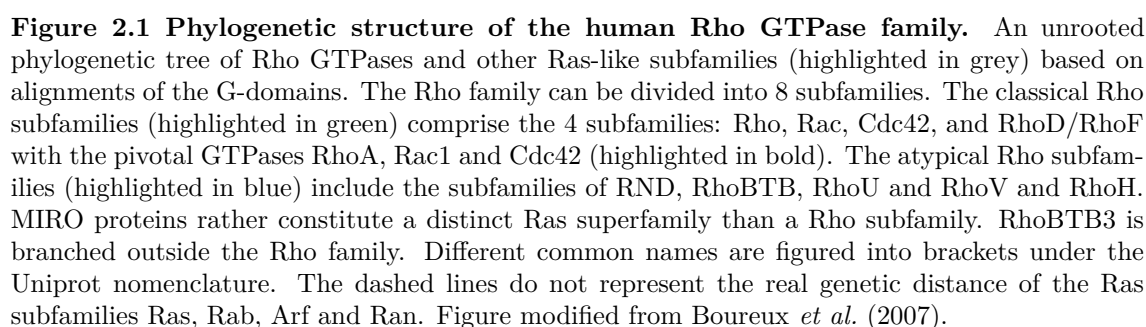 Figure 2.1 Phylogenetic structure of the human Rho GTPase family. An unrooted
phylogenetic tree of Rho GTPases and other Ras-like subfamilies (highlighted in grey) based on
alignments of the G-domains. The Rho family can be divided into 8 subfamilies. The classical Rho
subfamilies (highlighted in green) comprise the 4 subfamilies: Rho, Rac, Cdc42, and RhoD/RhoF
with the pivotal GTPases RhoA, Rac1 and Cdc42 (highlighted in bold). The atypical Rho subfam-
ilies (highlighted in blue) include the subfamilies of RND, RhoBTB, RhoU and RhoV and RhoH.
MIRO proteins rather constitute a distinct Ras superfamily than a Rho subfamily. RhoBTB3 is
branched outside the Rho family. Different common names are figured into brackets under the
Uniprot nomenclature. The dashed lines do not represent the real genetic distance of the Ras
subfamilies Ras, Rab, Arf and Ran. Figure modified from Boureux et al. (2007).